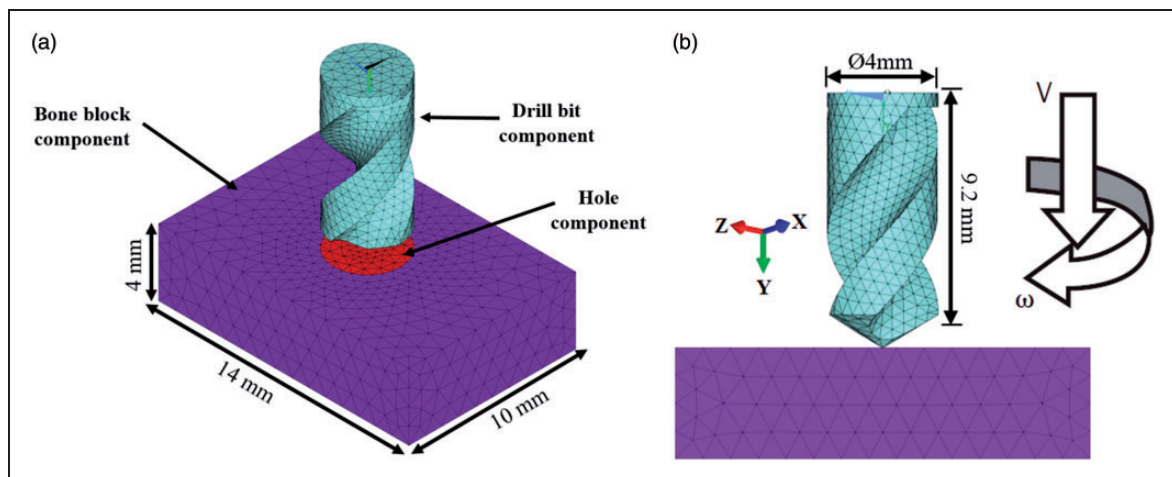 (a)
Bone block
component
Drill bit
component
Hole
component
4 mm
14 mm
10 mm
(b)
Ø4mm
9.2 mm
V
ω
Z
X
Y